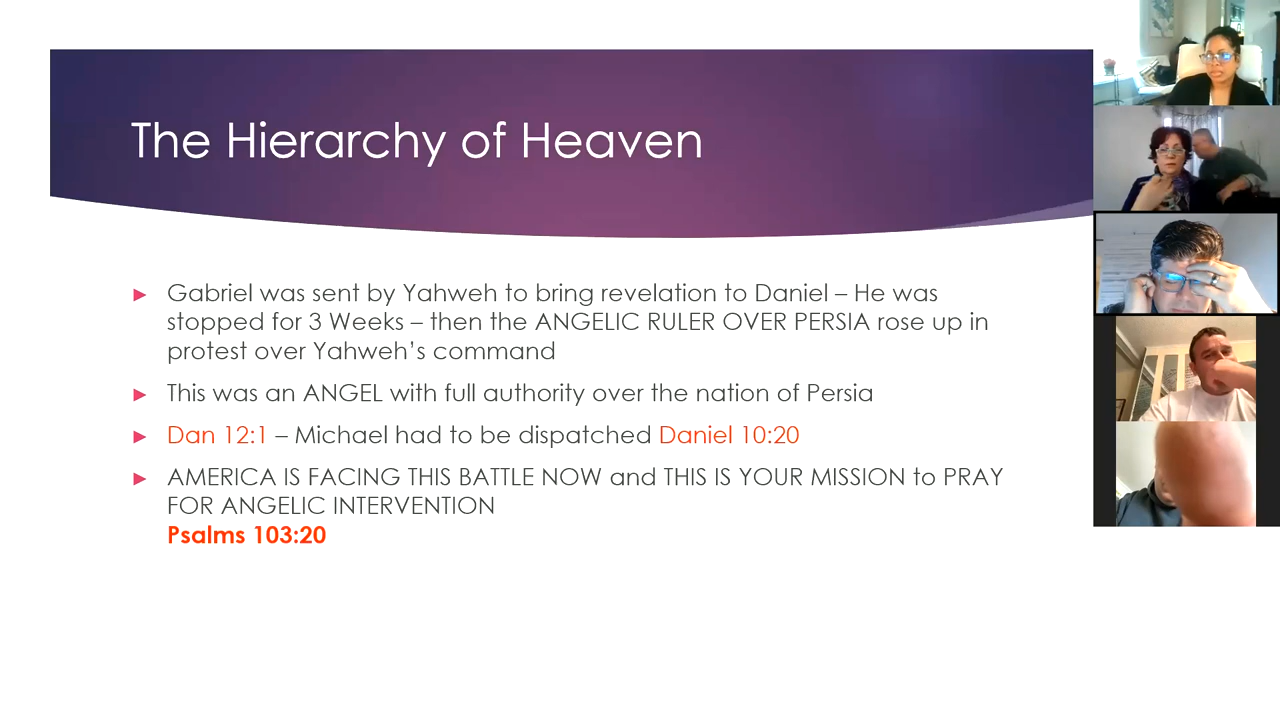 The Hierarchy of Heaven
Gabriel was sent by Yahweh to bring revelation to Daniel – He was
stopped for 3 Weeks – then the ANGELIC RULER OVER PERSIA rose up in
protest over Yahweh’s command
This was an ANGEL with full authority over the nation of Persia
Dan 12:1 – Michael had to be dispatched Daniel 10:20
AMERICA IS FACING THIS BATTLE NOW and THIS IS YOUR MISSION to PRAY
FOR ANGELIC INTERVENTION
Psalms 103:20